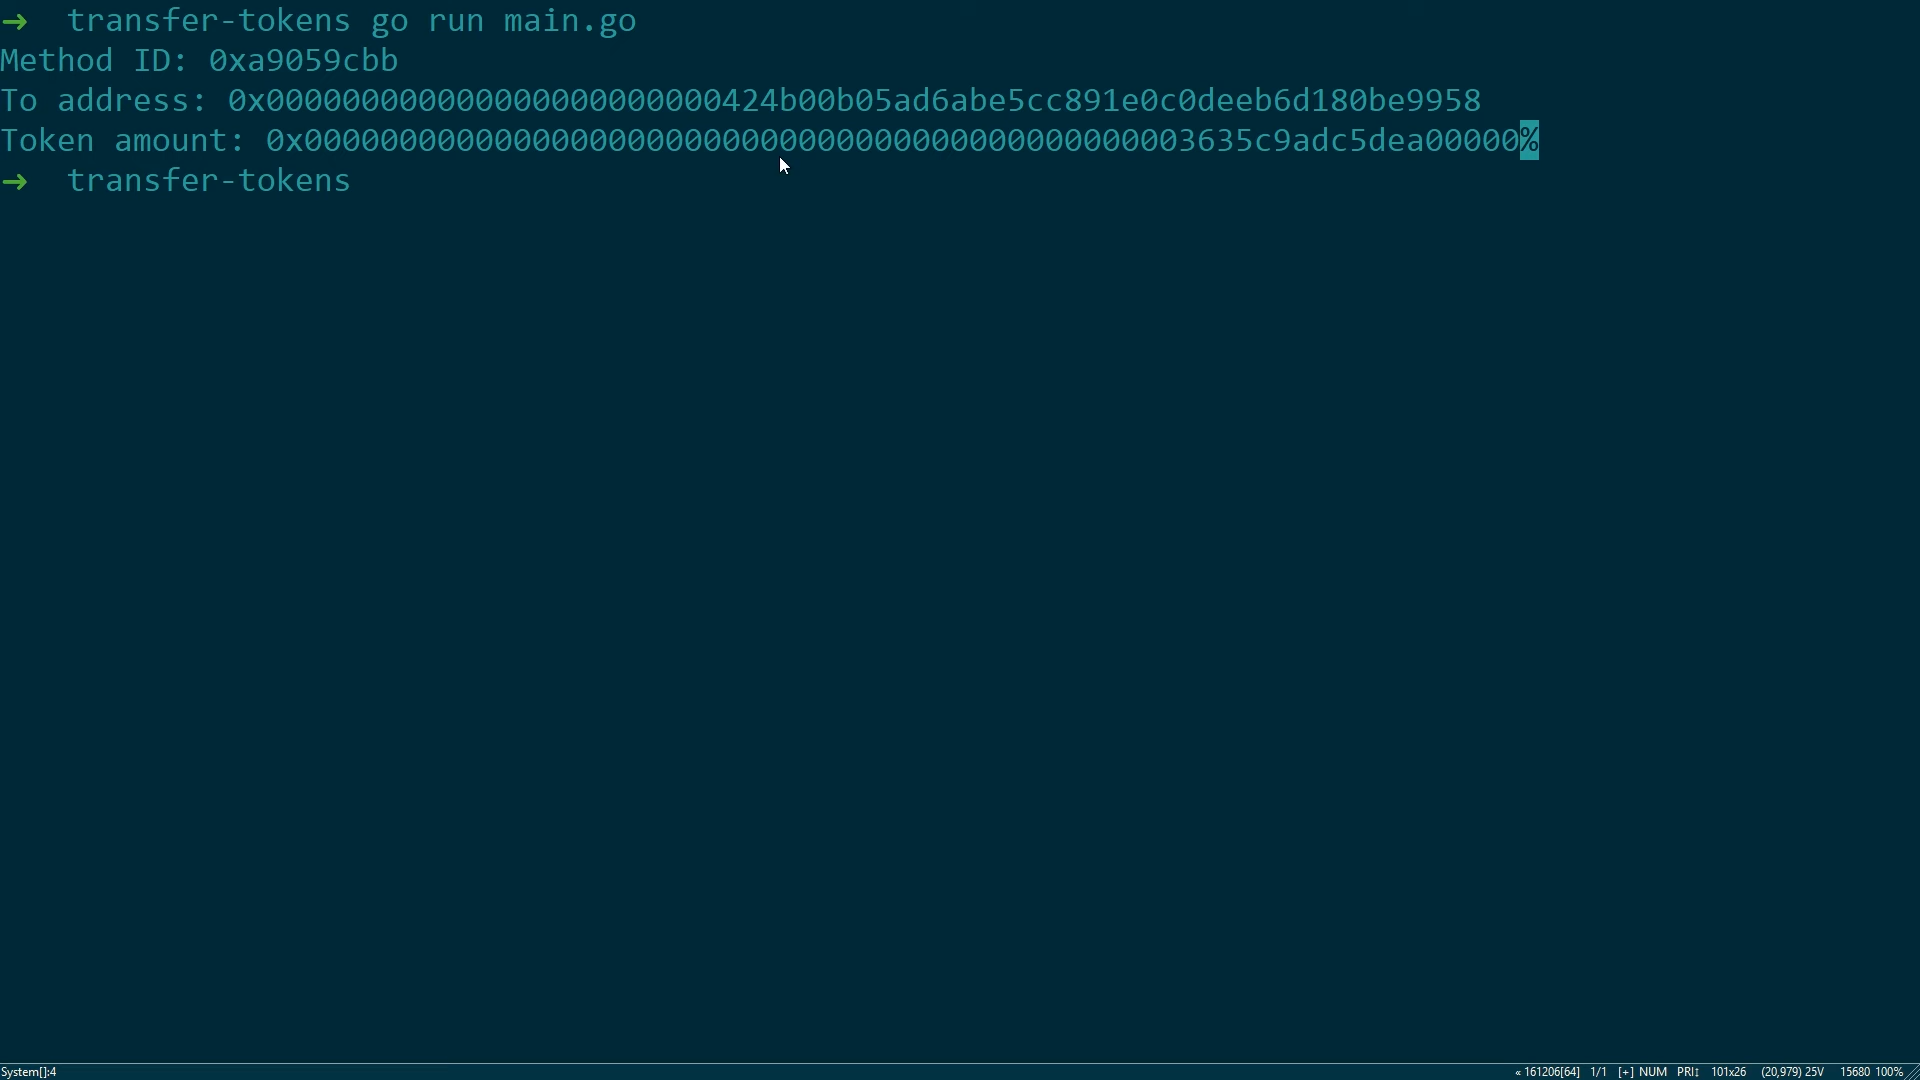 ➜  transfer-tokens go run main.go
Method ID: 0xa9059cbb
To address: 0x000000000000000000000000424b00b05ad6abe5cc891e0c0deeb6d180be9958
Token amount: 0x00000000000000000000000000000000000000000000003635c9adc5dea00000%
➜  transfer-tokens
System[]:4
« 161206[64] 1/1 [+] NUM PRI↕ 101x26 (20,979) 25V 15680 100%